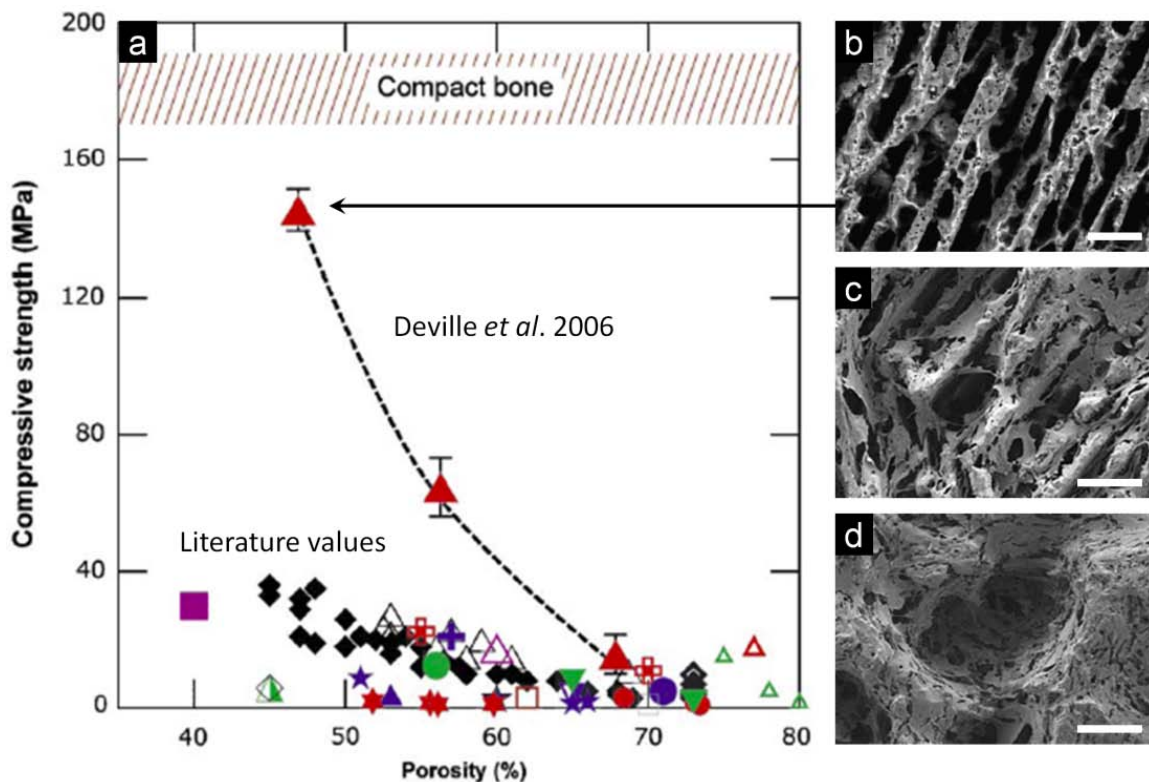 a
200
160
120
80
40
0
Compressive strength (MPa)
Compact bone
Deville et al. 2006
Literature values
40
50
60
70
80
Porosity (%)
b
c
d